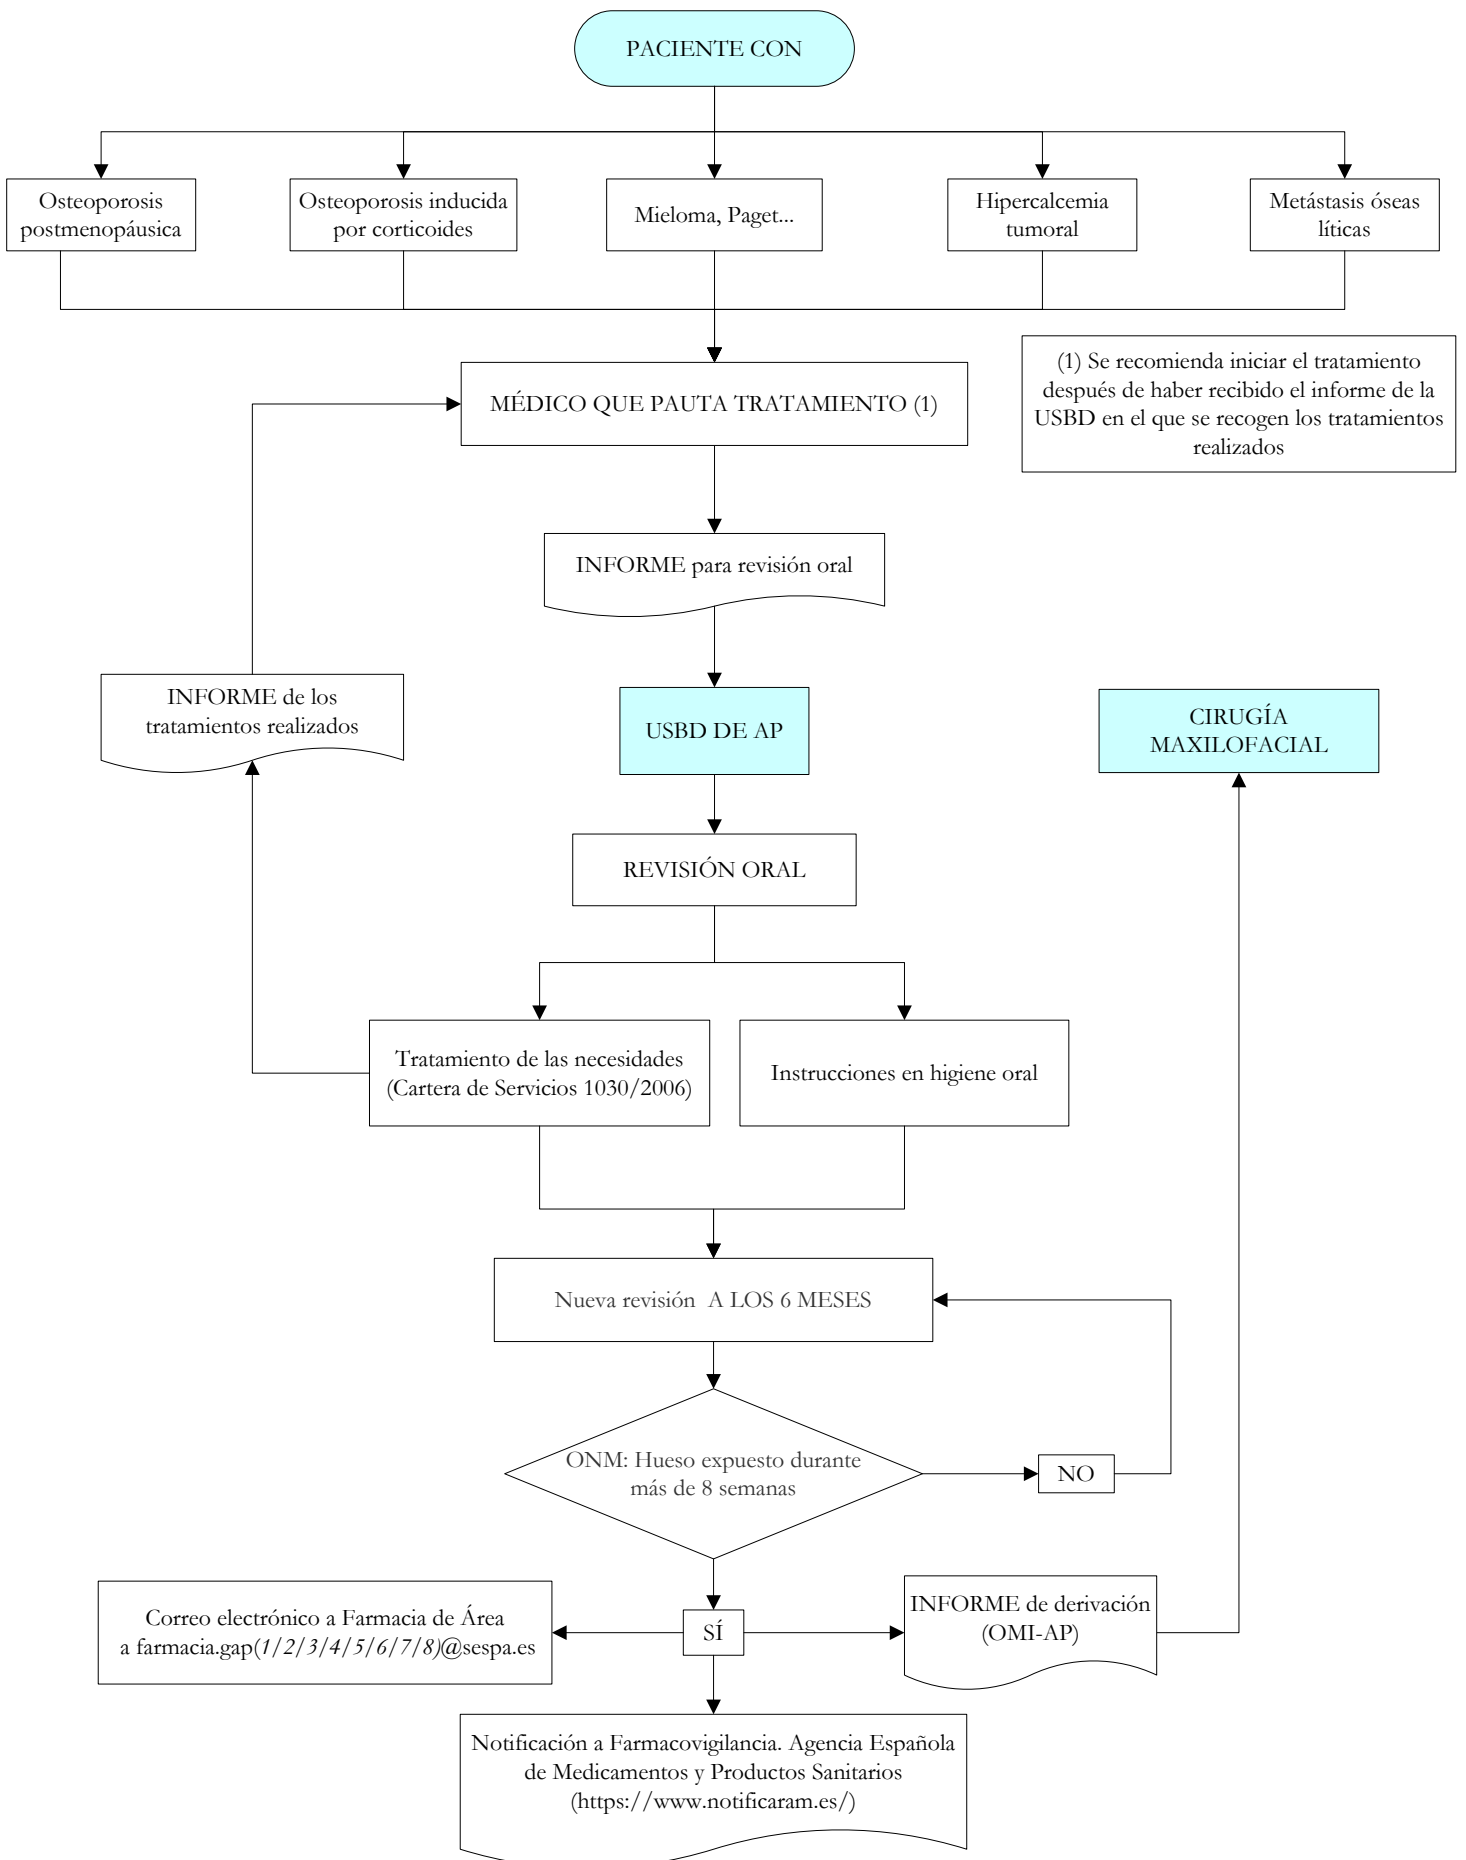 PACIENTE CON
Osteoporosis
postmenopáusica
Osteoporosis inducida
por corticoides
Mieloma, Paget...
Hipercalcemia
tumoral
Metástasis óseas
líticas
(1) Se recomienda iniciar el tratamiento
después de haber recibido el informe de la
USBD en el que se recogen los tratamientos
realizados
MÉDICO QUE PAUTA TRATAMIENTO (1)
INFORME para revisión oral
INFORME de los
tratamientos realizados
USBD DE AP
CIRUGÍA
MAXILOFACIAL
REVISIÓN ORAL
Tratamiento de las necesidades
(Cartera de Servicios 1030/2006)
Instrucciones en higiene oral
Nueva revisión  A LOS 6 MESES
ONM: Hueso expuesto durante
más de 8 semanas
NO
SÍ
Correo electrónico a Farmacia de Área
a farmacia.gap(1/2/3/4/5/6/7/8)@sespa.es
INFORME de derivación
(OMI-AP)
Notificación a Farmacovigilancia. Agencia Española
de Medicamentos y Productos Sanitarios
(https://www.notificaram.es/)